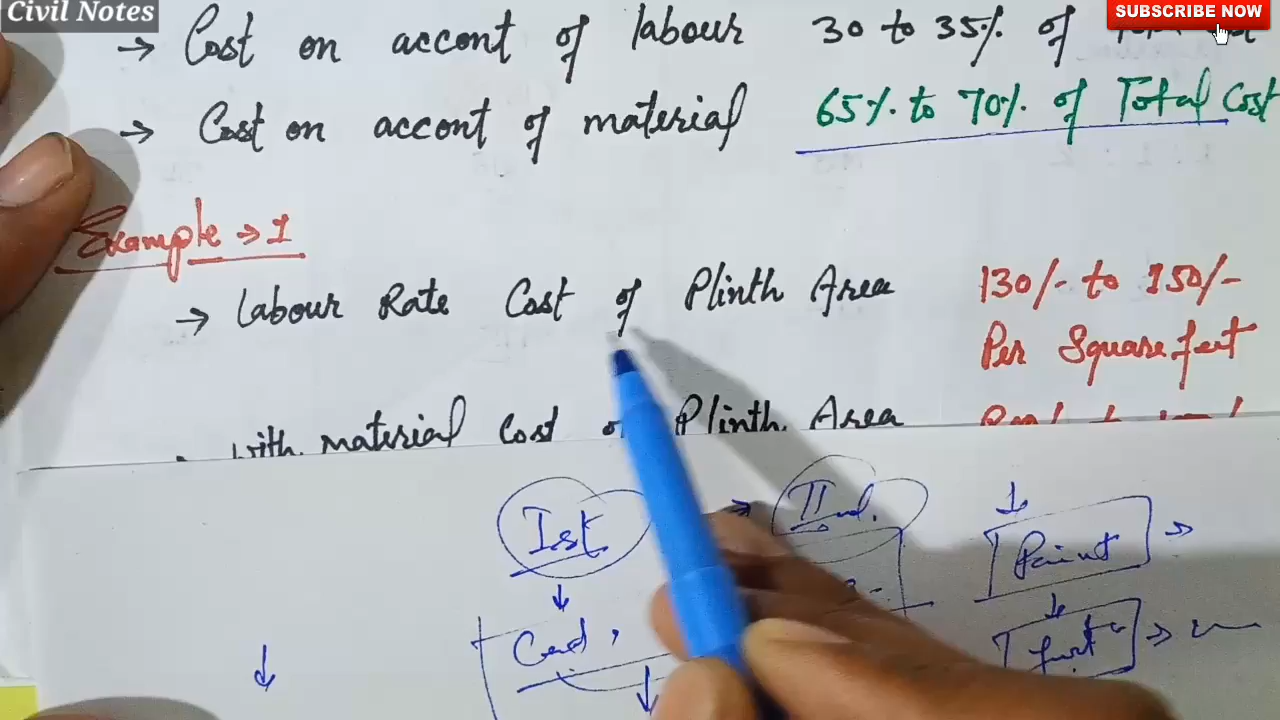 Civil Notes
SUBSCRIBE NOW
→ Cost on accont of labour 30 to 35% of
→ Cost on accont of material 65% to 70% of Total Cost
Example → 1
→ Labour Rate Cost of Plinth Area 130/- to 150/-
Per Square feet
with material Cost of Plinth Area
Ist → IInd.
Paint